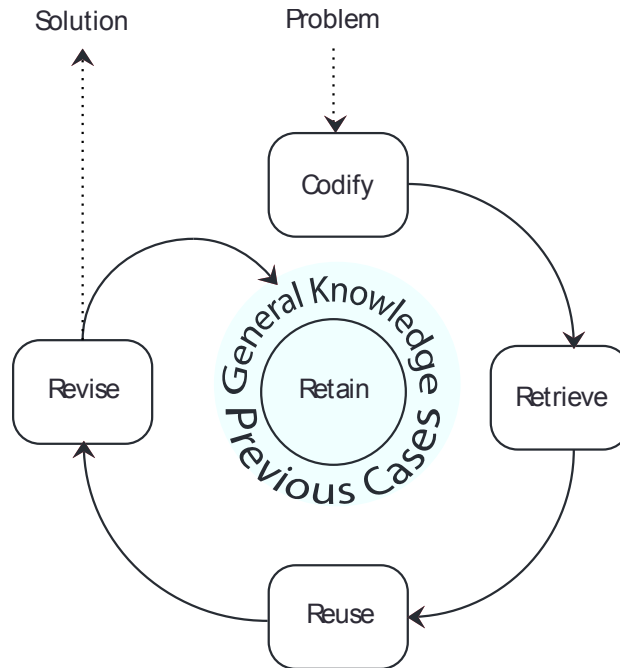 Solution
Problem
Codify
General Knowledge
Revise
Retain
Retrieve
Previous Cases
Reuse